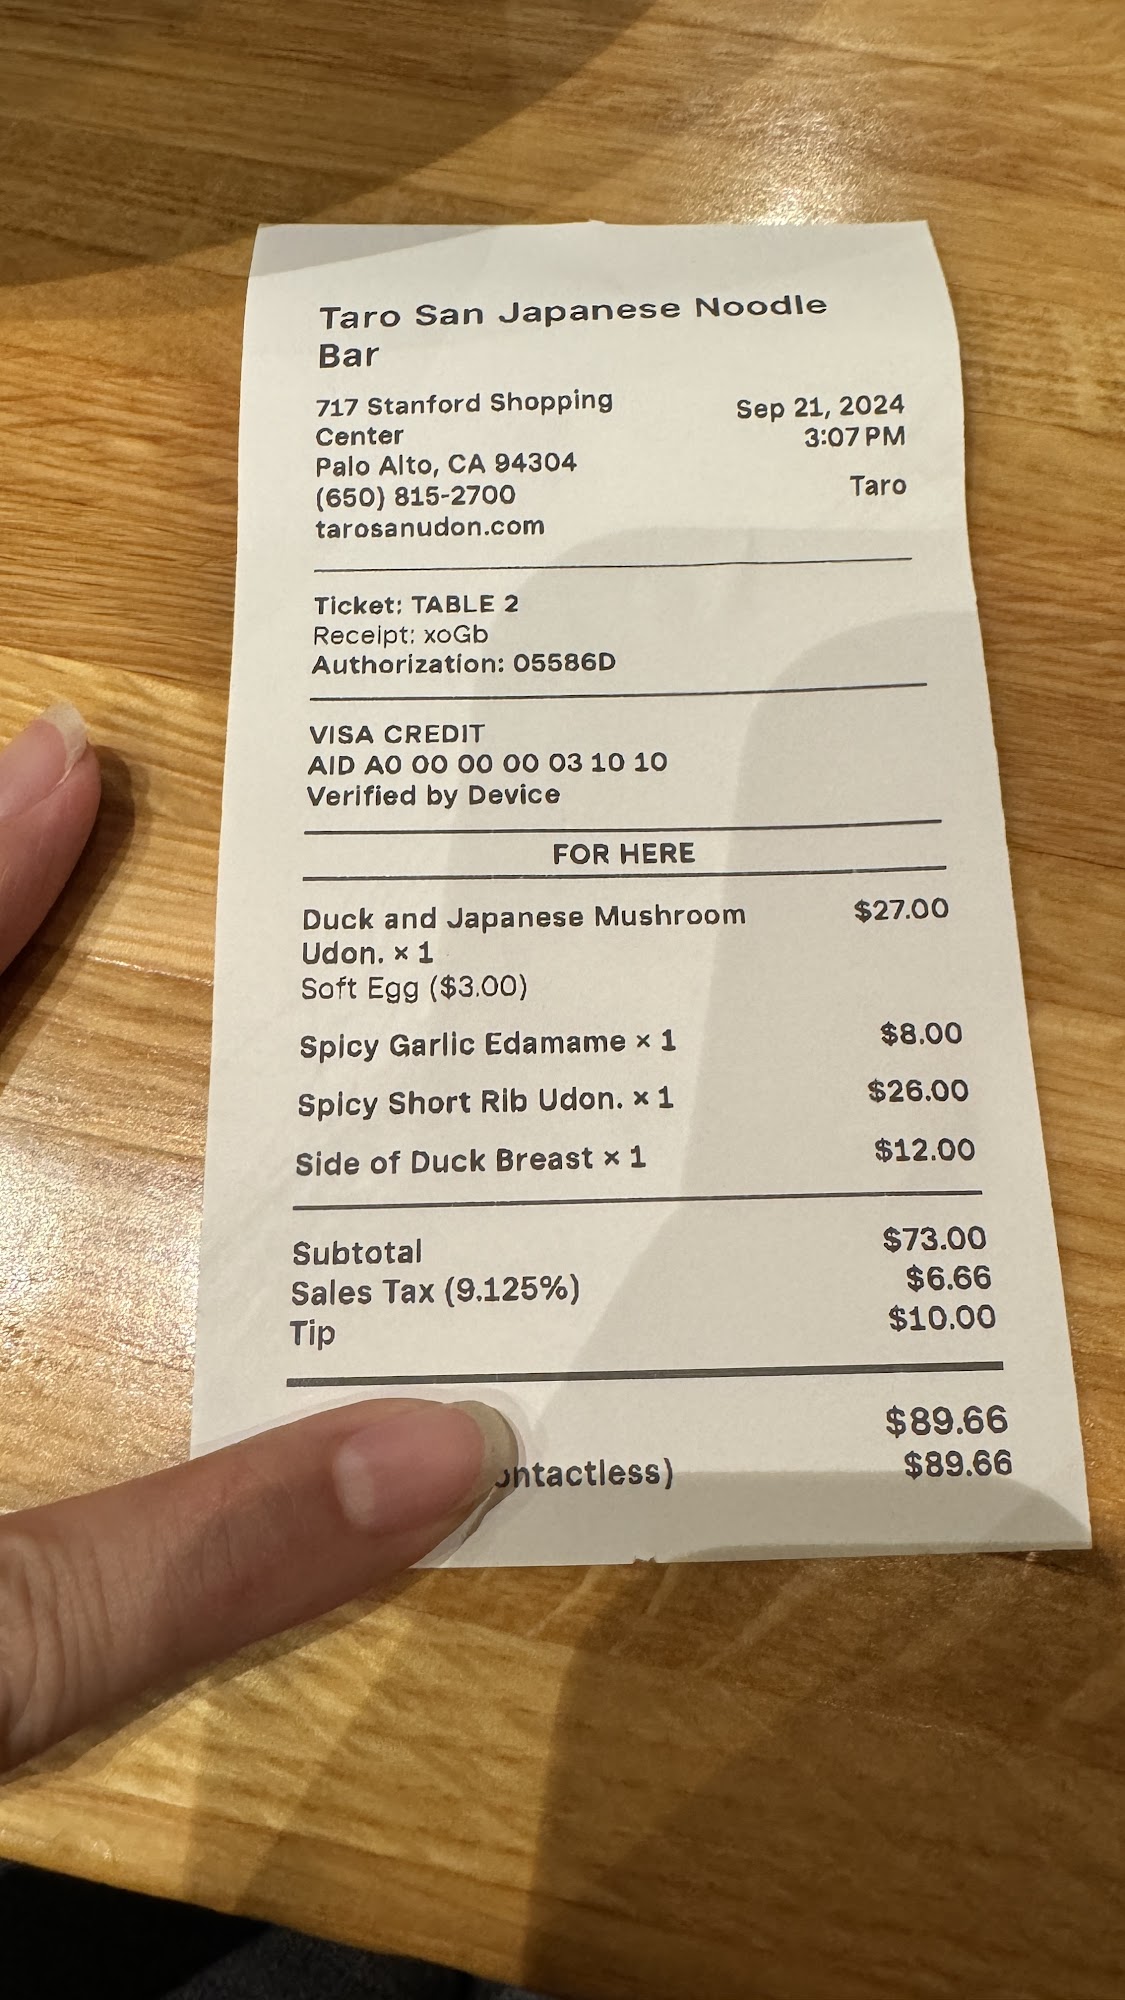 Taro San Japanese Noodle
Bar
717 Stanford Shopping
Center
Palo Alto, CA 94304
(650) 815-2700
tarosanudon.com
Sep 21, 2024
3:07 PM
Taro
Ticket: TABLE 2
Receipt: xoGb
Authorization: 05586D
VISA CREDIT
AID A0 00 00 00 03 10 10
Verified by Device
FOR HERE
Duck and Japanese Mushroom $27.00
Udon. × 1
Soft Egg ($3.00)
Spicy Garlic Edamame × 1 $8.00
Spicy Short Rib Udon. × 1 $26.00
Side of Duck Breast × 1 $12.00
Subtotal $73.00
Sales Tax (9.125%) $6.66
Tip $10.00
$89.66
$89.66